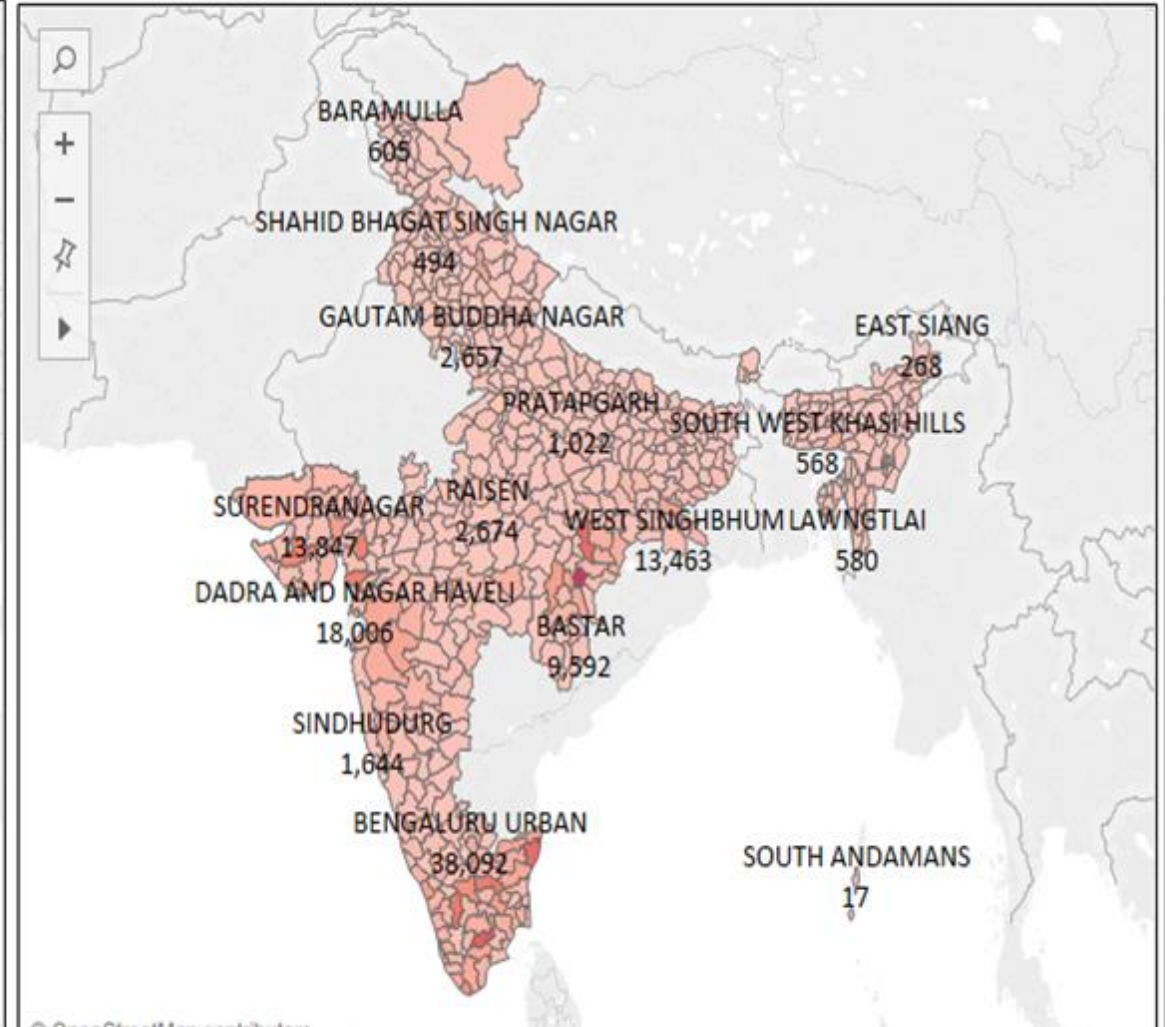 BARAMULLA
605
SHAHID BHAGAT SINGH NAGAR
494
GAUTAM BUDDHA NAGAR
2,657
EAST SIANG
268
PRATAPGARH
1,022
SOUTH WEST KHASI HILLS
568
RAISEN
2,674
SURENDRANAGAR
13,847
WEST SINGHBHUM
13,463
LAWNGTLAI
580
DADRA AND NAGAR HAVELI
18,006
BASTAR
9,592
SINDHUDURG
1,644
BENGALURU URBAN
38,092
SOUTH ANDAMANS
17
© OpenStreetMap contributors